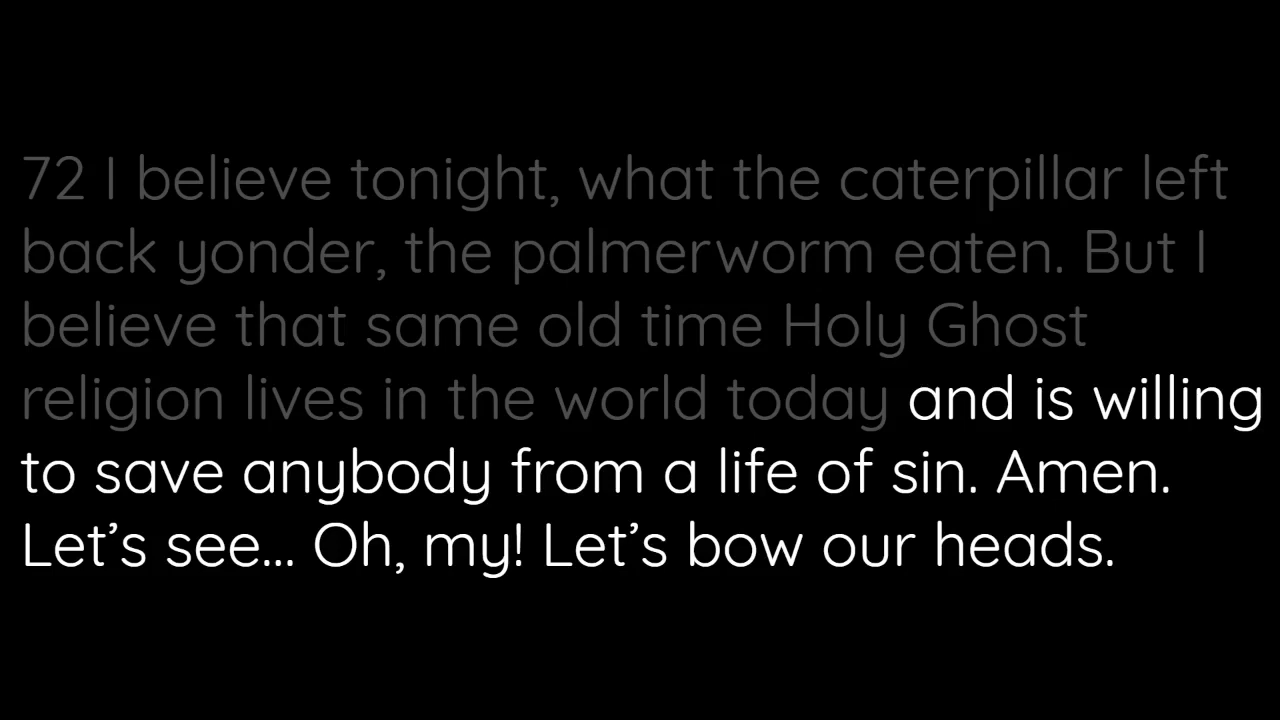 72 I believe tonight, what the caterpillar left
back yonder, the palmerworm eaten. But I
believe that same old time Holy Ghost
religion lives in the world today and is willing
to save anybody from a life of sin. Amen.
Let’s see... Oh, my! Let’s bow our heads.